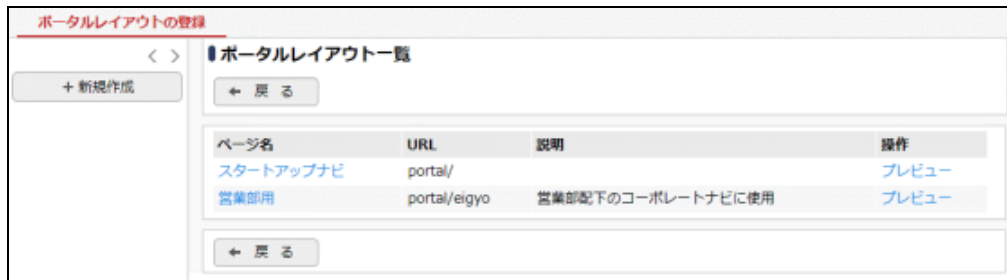 ポータルレイアウトの登録
< >
＋新規作成
ポータルレイアウト一覧
← 戻る
ページ名 URL 説明 操作
スタートアップナビ portal/ プレビュー
営業部用 portal/eigyo 営業部配下のコーポレートナビに使用 プレビュー
← 戻る